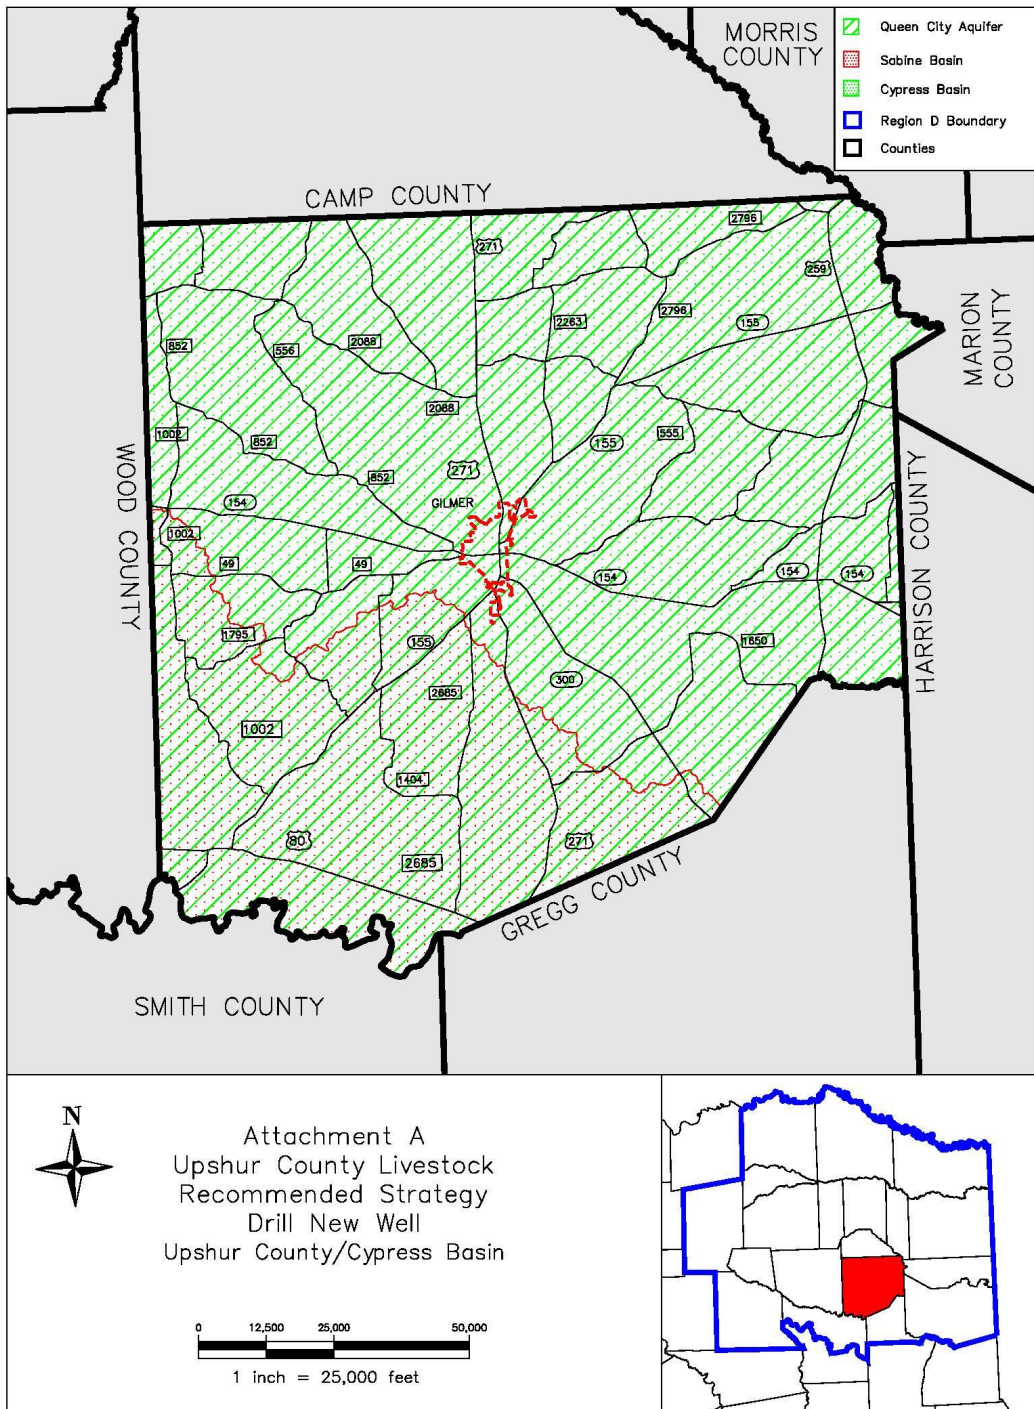 MORRIS
COUNTY
Queen City Aquifer
Sabine Basin
Cypress Basin
Region D Boundary
Counties
CAMP COUNTY
2796
271
259
2263
2796
155
852
556
2088
MARION
COUNTY
2088
1002
852
155
555
852
271
WOOD COUNTY
154
GILMER
1002
49
49
154
154
154
HARRISON COUNTY
1795
155
1650
300
2685
1002
1404
80
2685
271
GREGG COUNTY
SMITH COUNTY
N
Attachment A
Upshur County Livestock
Recommended Strategy
Drill New Well
Upshur County/Cypress Basin
0 12,500 25,000 50,000
1 inch = 25,000 feet